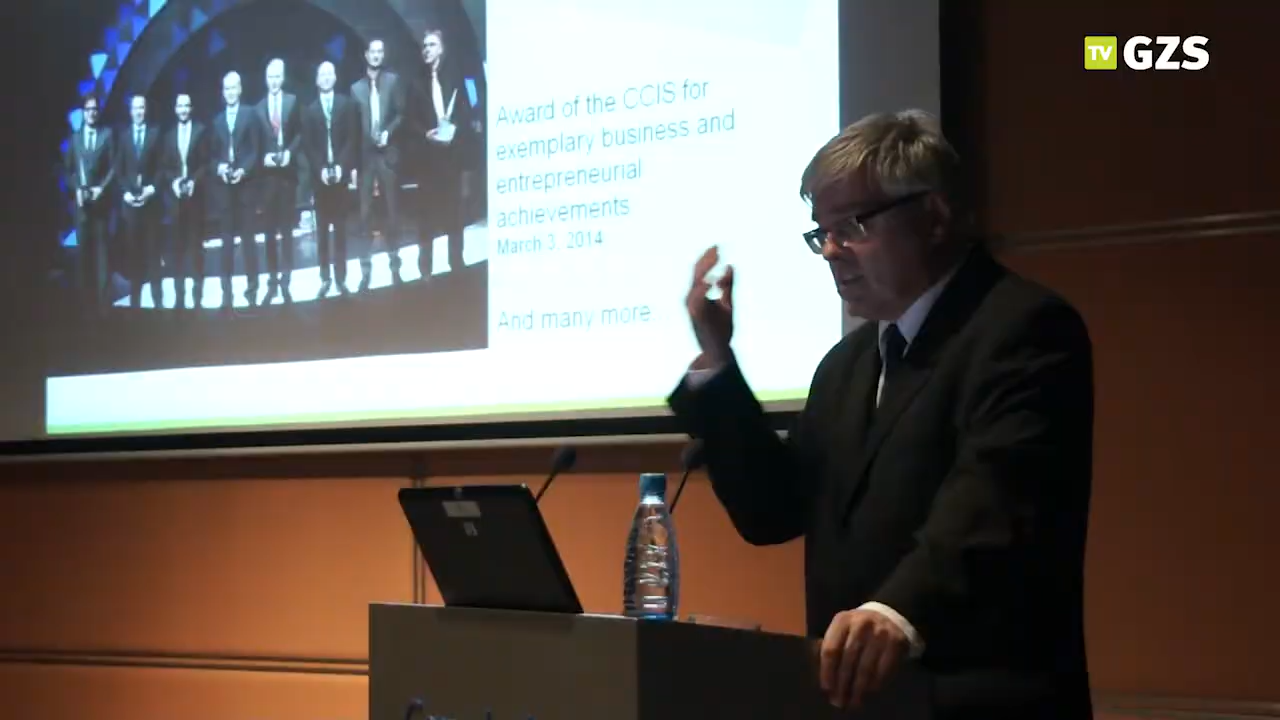 TV GZS
Award of the CCIS for
exemplary business and
entrepreneurial
achievements
March 3, 2014
And many more...